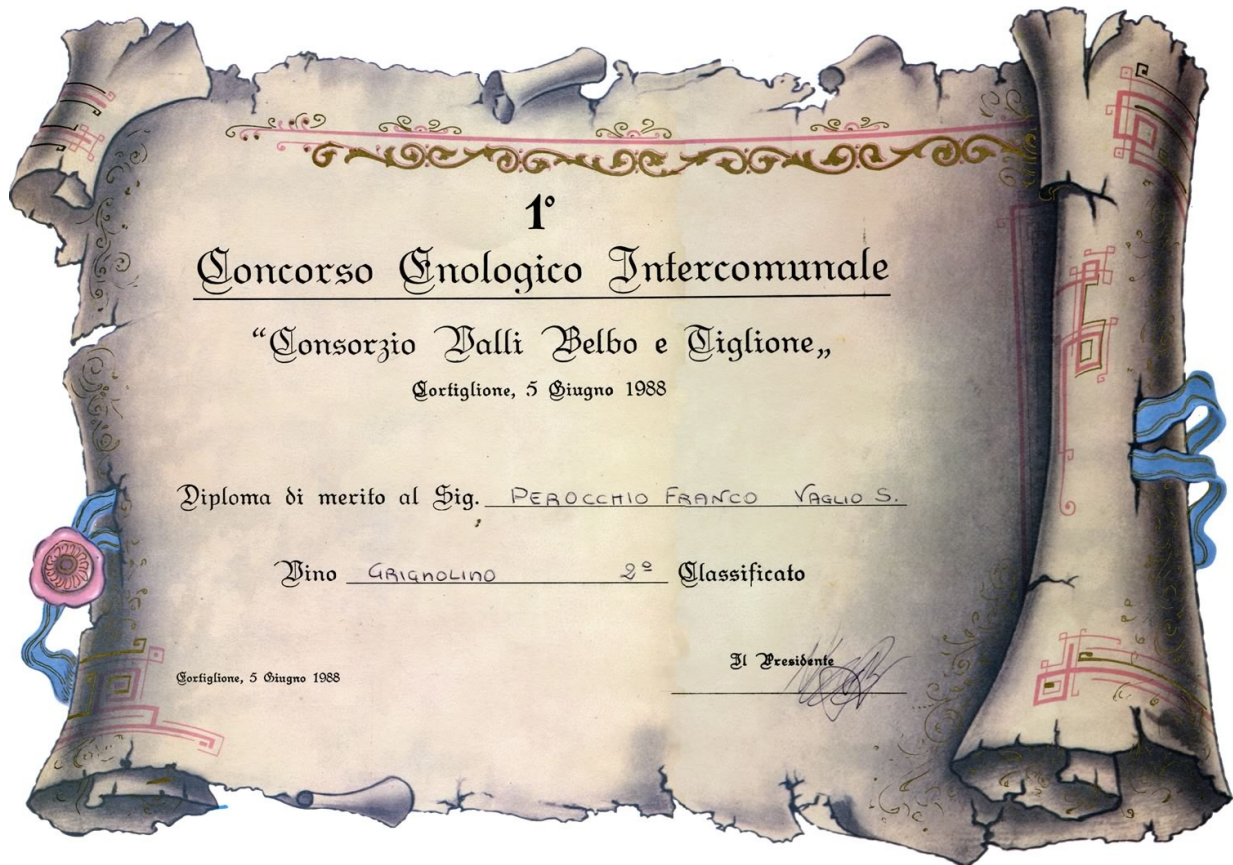 1°
Concorso Enologico Intercomunale
“Consorzio Valli Belbo e Tiglione„
Cortiglione, 5 Giugno 1988
Diploma di merito al Sig. PEROCCHIO FRANCO VAGLIO S.
Vino GRIGNOLINO 2º Classificato
Il Presidente
Cortiglione, 5 Giugno 1988